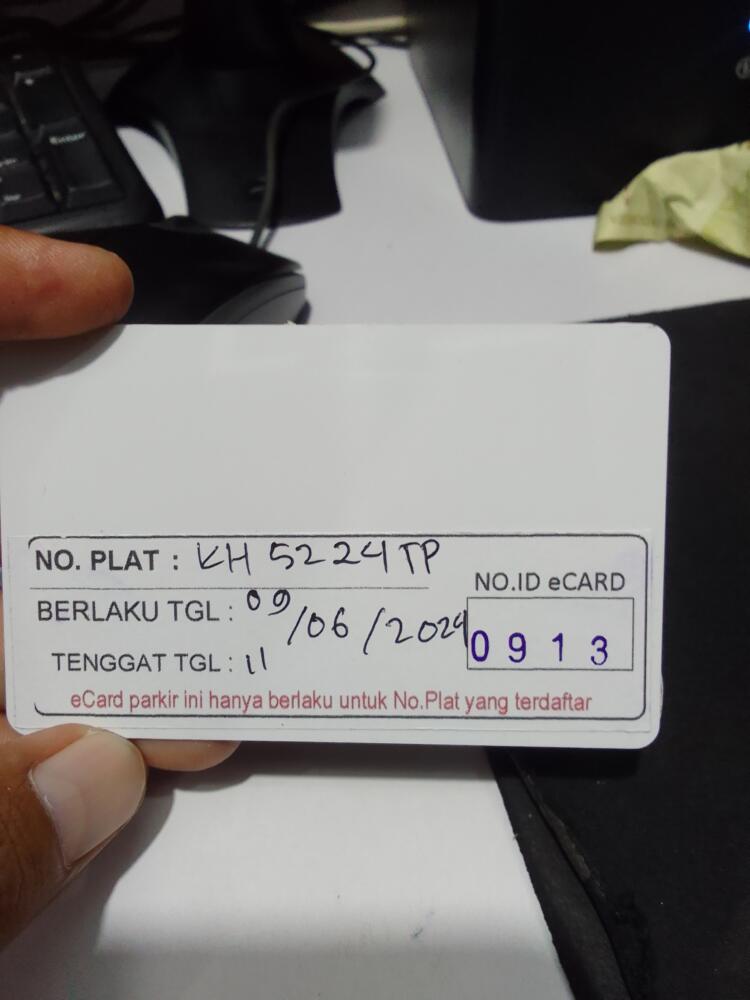 NO. PLAT : KH 5224 TP
NO.ID eCARD
BERLAKU TGL : 09/06/2024
0913
TENGGAT TGL : 11
eCard parkir ini hanya berlaku untuk No.Plat yang terdaftar